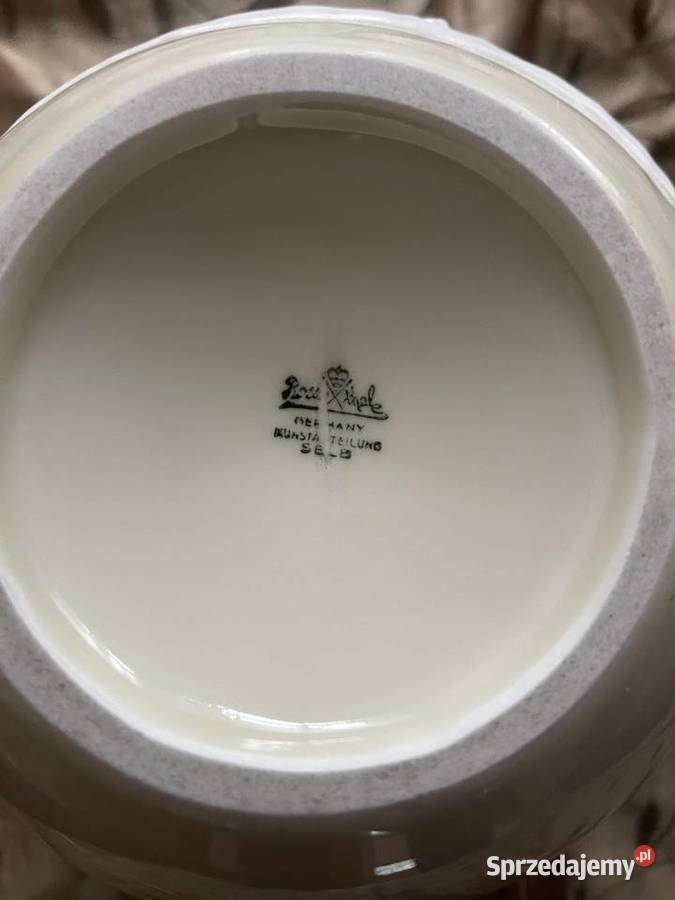 Rosenthal
GERMANY
KUNSTABTEILUNG
SELB
Sprzedajemy.pl